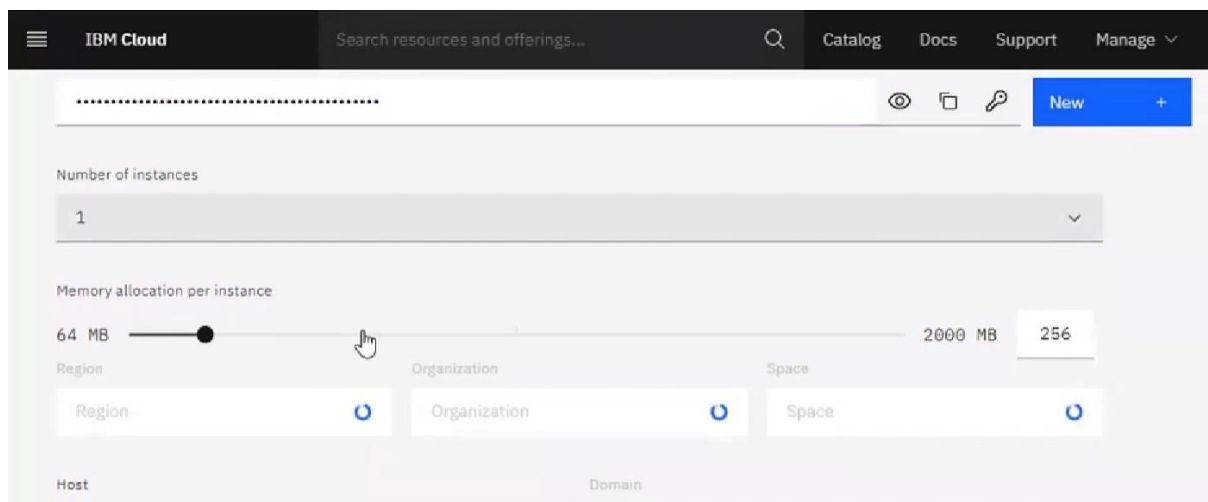 IBM Cloud Search resources and offerings... Catalog Docs Support Manage
•••••••••••••••••••••••••••••••••••••••••••• New +
Number of instances
1
Memory allocation per instance
64 MB 2000 MB 256
Region Organization Space
Region Organization Space
Host Domain